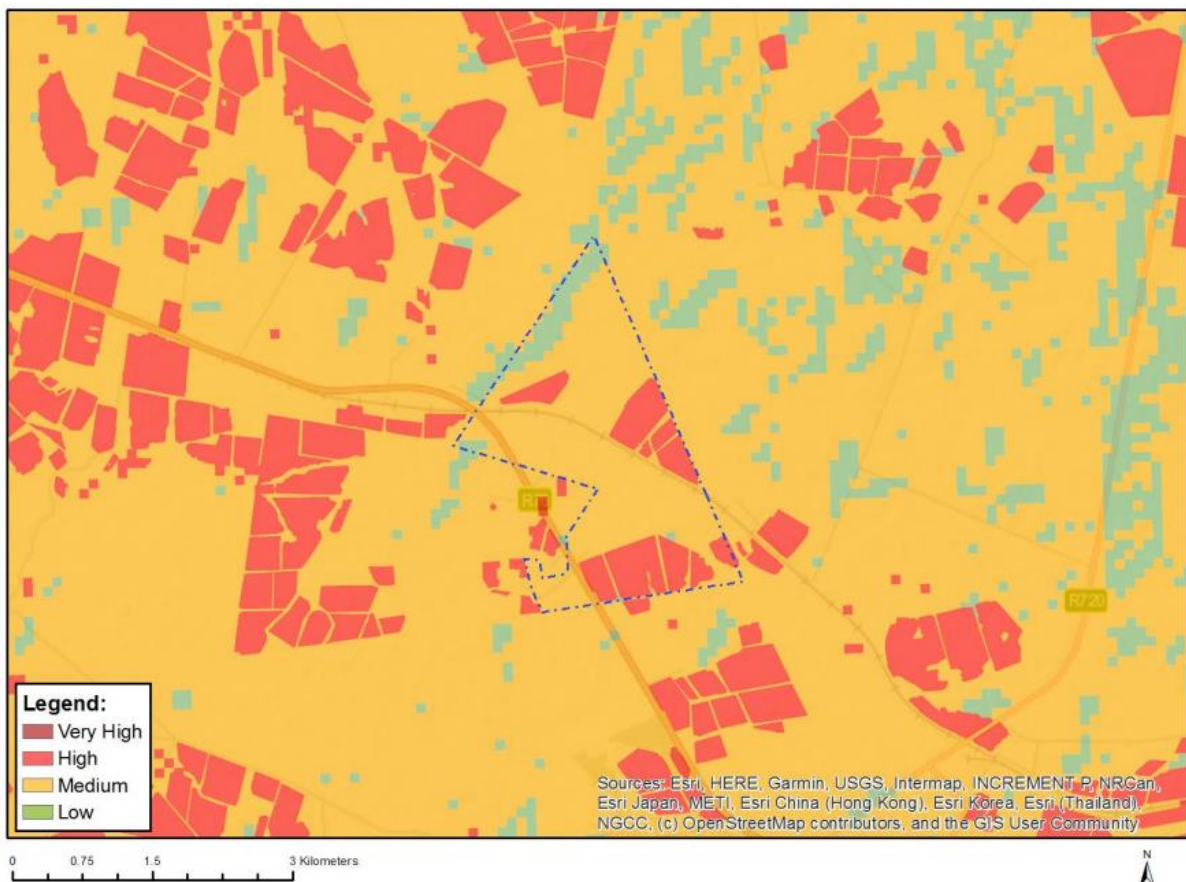 R720
Legend:
Very High
High
Medium
Low
Sources: Esri, HERE, Garmin, USGS, Intermap, INCREMENT P, NRCan,
Esri Japan, METI, Esri China (Hong Kong), Esri Korea, Esri (Thailand),
NGCC, (c) OpenStreetMap contributors, and the GIS User Community
0 0.75 1.5 3 Kilometers
N